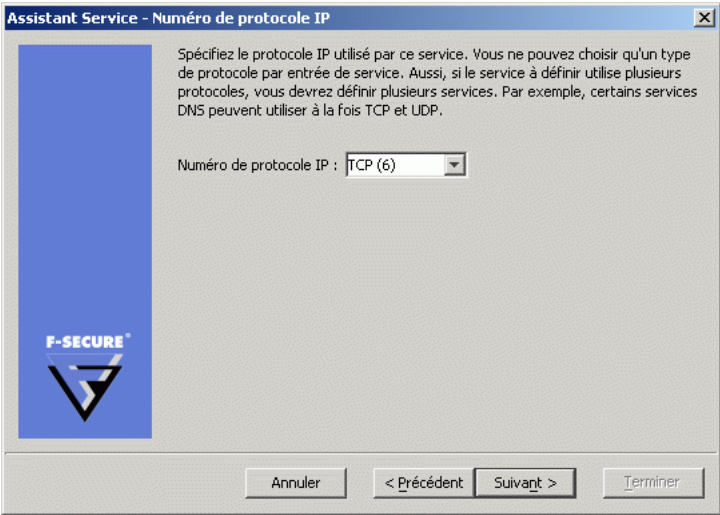 Assistant Service - Numéro de protocole IP
Spécifiez le protocole IP utilisé par ce service. Vous ne pouvez choisir qu'un type
de protocole par entrée de service. Aussi, si le service à définir utilise plusieurs
protocoles, vous devrez définir plusieurs services. Par exemple, certains services
DNS peuvent utiliser à la fois TCP et UDP.
Numéro de protocole IP : TCP (6)
F-SECURE®
Annuler < Précédent Suivant > Terminer